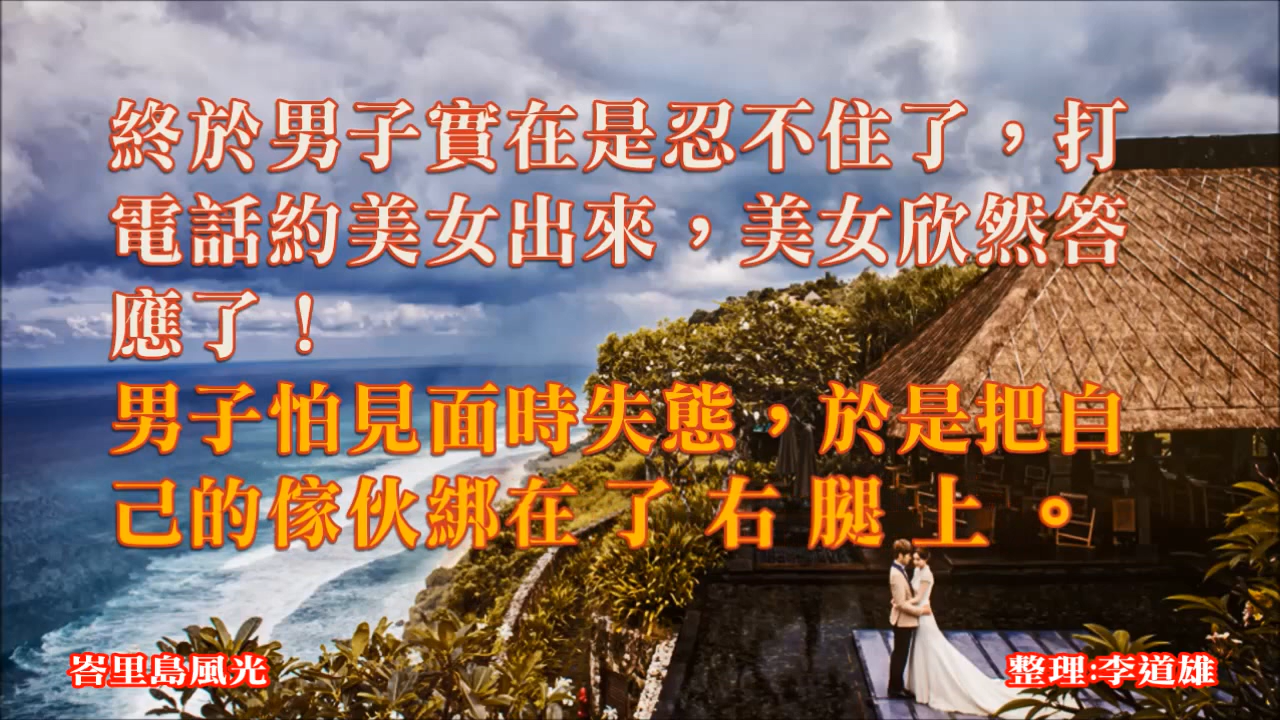 終於男子實在是忍不住了，打
電話約美女出來，美女欣然答
應了！
男子怕見面時失態，於是把自
己的傢伙綁在了右腿上。
峇里島風光
整理:李道雄